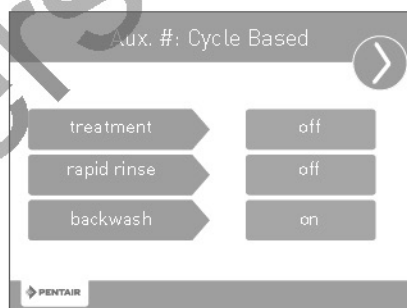 Aux. #: Cycle Based
treatment off
rapid rinse off
backwash on
PENTAIR